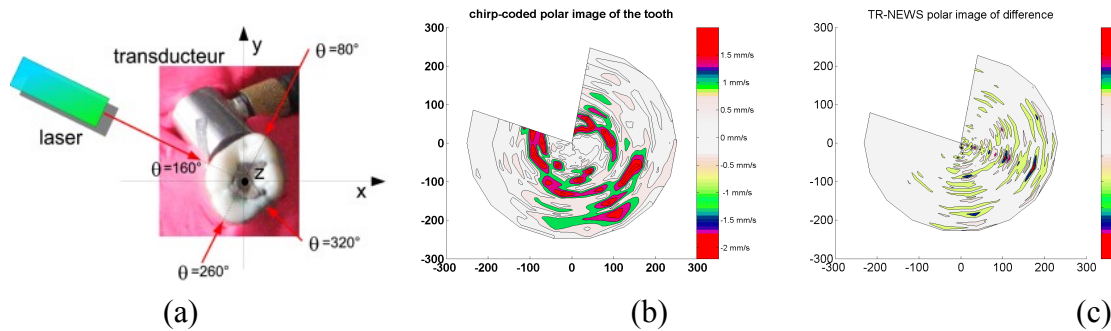 transducteur
y
θ=80°
laser
θ=160°
z
x
θ=320°
θ=260°
(a)
chirp-coded polar image of the tooth
300
200
100
0
-100
-200
300
-300 -200 -100 0 100 200 300
1.5 mm/s
1 mm/s
0.5 mm/s
0 mm/s
-0.5 mm/s
-1 mm/s
-1.5 mm/s
-2 mm/s
(b)
TR-NEWS polar image of difference
300
200
100
0
-100
-200
-300
-300 -200 -100 0 100 200 300
(c)